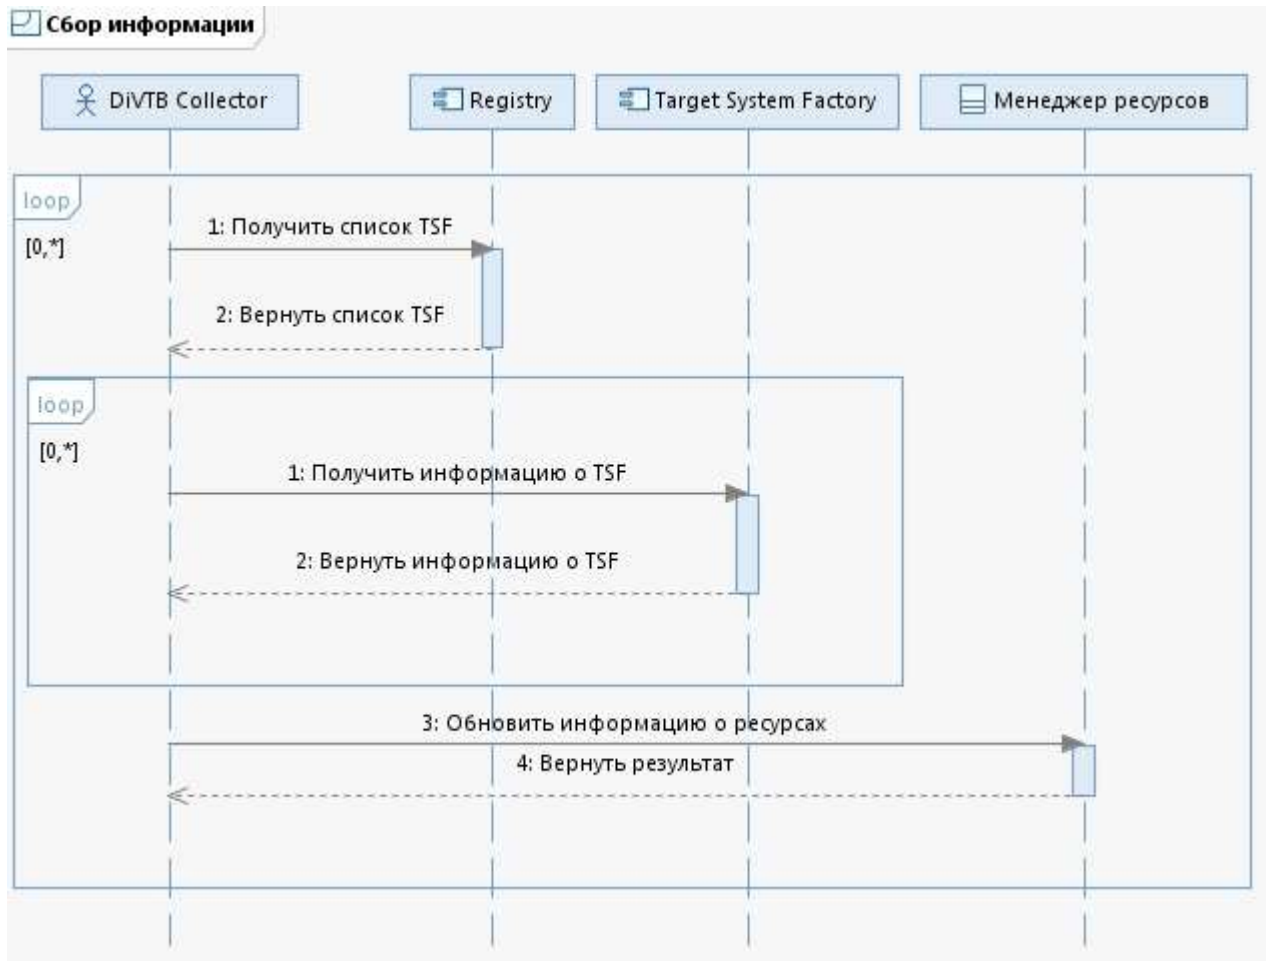 Сбор информации
DiVTB Collector
Registry
Target System Factory
Менеджер ресурсов
loop
[0,*]
1: Получить список TSF
2: Вернуть список TSF
loop
[0,*]
1: Получить информацию о TSF
2: Вернуть информацию о TSF
3: Обновить информацию о ресурсах
4: Вернуть результат